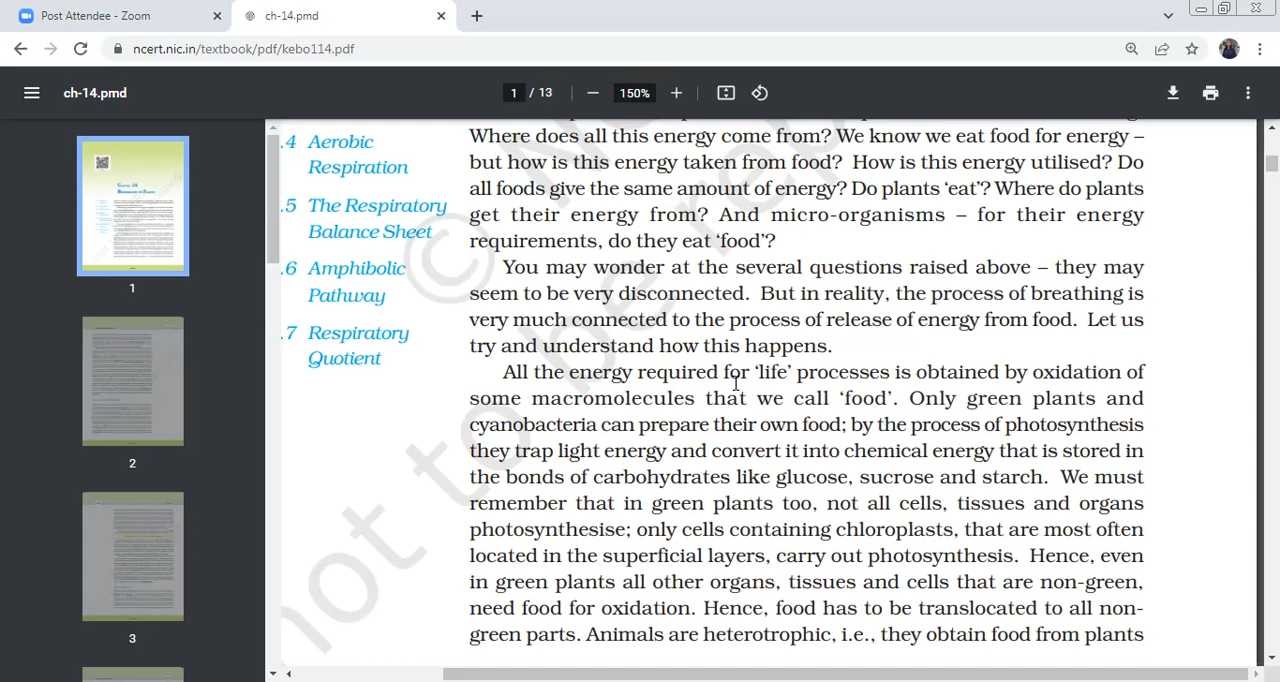 Post Attendee - Zoom
ch-14.pmd
ncert.nic.in/textbook/pdf/kebo114.pdf
ch-14.pmd
1 / 13
150%
.4 Aerobic
Respiration
.5 The Respiratory
Balance Sheet
.6 Amphibolic
Pathway
.7 Respiratory
Quotient
Where does all this energy come from? We know we eat food for energy –
but how is this energy taken from food? How is this energy utilised? Do
all foods give the same amount of energy? Do plants ‘eat’? Where do plants
get their energy from? And micro-organisms – for their energy
requirements, do they eat ‘food’?
You may wonder at the several questions raised above – they may
seem to be very disconnected. But in reality, the process of breathing is
very much connected to the process of release of energy from food. Let us
try and understand how this happens.
All the energy required for ‘life’ processes is obtained by oxidation of
some macromolecules that we call ‘food’. Only green plants and
cyanobacteria can prepare their own food; by the process of photosynthesis
they trap light energy and convert it into chemical energy that is stored in
the bonds of carbohydrates like glucose, sucrose and starch. We must
remember that in green plants too, not all cells, tissues and organs
photosynthesise; only cells containing chloroplasts, that are most often
located in the superficial layers, carry out photosynthesis. Hence, even
in green plants all other organs, tissues and cells that are non-green,
need food for oxidation. Hence, food has to be translocated to all non-
green parts. Animals are heterotrophic, i.e., they obtain food from plants
© N
not to be rep
1
2
3